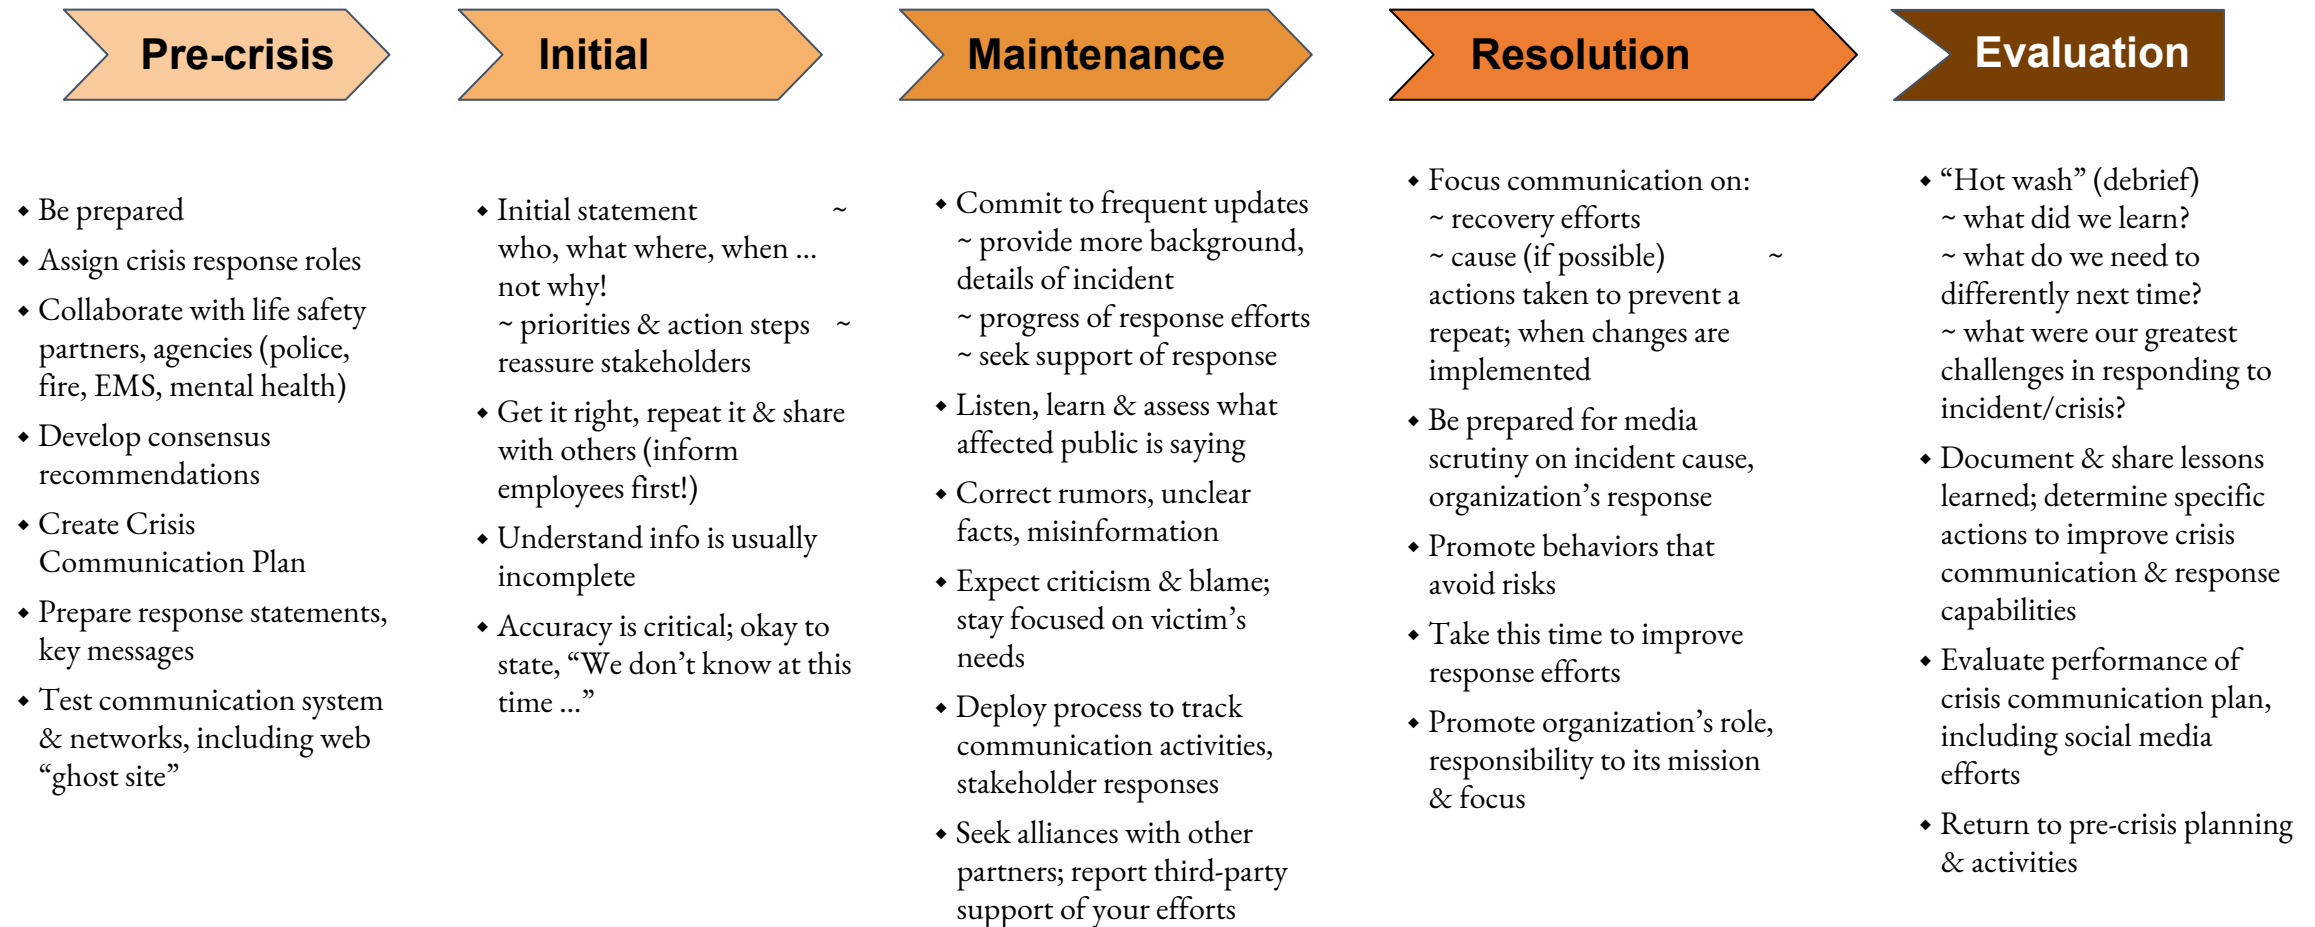 Pre-crisis
Initial
Maintenance
Resolution
Evaluation
◆ Be prepared
◆ Assign crisis response roles
◆ Collaborate with life safety
partners, agencies (police,
fire, EMS, mental health)
◆ Develop consensus
recommendations
◆ Create Crisis
Communication Plan
◆ Prepare response statements,
key messages
◆ Test communication system
& networks, including web
“ghost site”
◆ Initial statement ~
who, what where, when ...
not why!
~ priorities & action steps ~
reassure stakeholders
◆ Get it right, repeat it & share
with others (inform
employees first!)
◆ Understand info is usually
incomplete
◆ Accuracy is critical; okay to
state, “We don’t know at this
time ...”
◆ Commit to frequent updates
~ provide more background,
details of incident
~ progress of response efforts
~ seek support of response
◆ Listen, learn & assess what
affected public is saying
◆ Correct rumors, unclear
facts, misinformation
◆ Expect criticism & blame;
stay focused on victim’s
needs
◆ Deploy process to track
communication activities,
stakeholder responses
◆ Seek alliances with other
partners; report third-party
support of your efforts
◆ Focus communication on:
~ recovery efforts
~ cause (if possible) ~
actions taken to prevent a
repeat; when changes are
implemented
◆ Be prepared for media
scrutiny on incident cause,
organization’s response
◆ Promote behaviors that
avoid risks
◆ Take this time to improve
response efforts
◆ Promote organization’s role,
responsibility to its mission
& focus
◆ “Hot wash” (debrief)
~ what did we learn?
~ what do we need to
differently next time?
~ what were our greatest
challenges in responding to
incident/crisis?
◆ Document & share lessons
learned; determine specific
actions to improve crisis
communication & response
capabilities
◆ Evaluate performance of
crisis communication plan,
including social media
efforts
◆ Return to pre-crisis planning
& activities